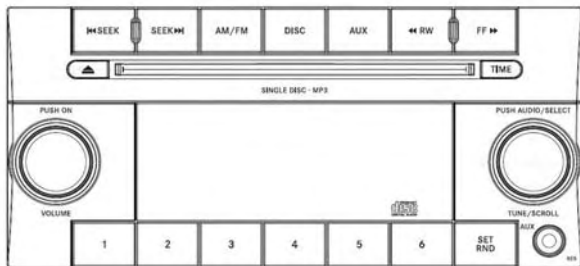 SEEK
SEEK
AM/FM
DISC
AUX
RW
FF
TIME
SINGLE DISC · MP3
PUSH ON
PUSH AUDIO/SELECT
VOLUME
disc
TUNE/SCROLL
1
2
3
4
5
6
SET
RND
AUX